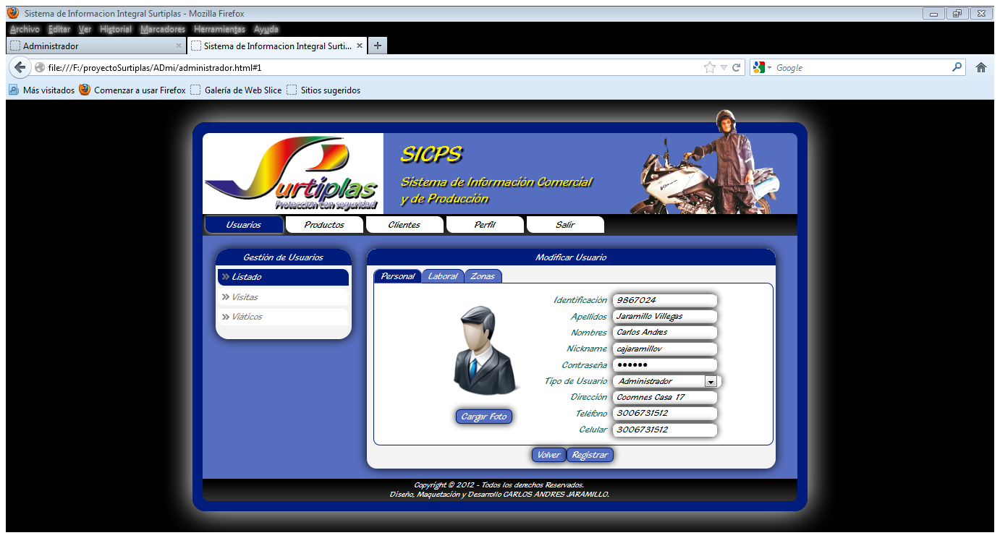 Sistema de Informacion Integral Surtiplas - Mozilla Firefox
Archivo Editar Ver Historial Marcadores Herramientas Ayuda
Administrador
Sistema de Informacion Integral Surti...
file:///F:/proyectoSurtiplas/ADmi/administrador.html#1
Google
Más visitados Comenzar a usar Firefox Galería de Web Slice Sitios sugeridos
Surtiplas
Protección con seguridad
SICPS
Sistema de Información Comercial
y de Producción
Usuarios Productos Clientes Perfil Salir
Gestión de Usuarios
Listado
Visitas
Viáticos
Modificar Usuario
Personal Laboral Zonas
Cargar Foto
Identificación 9867024
Apellidos Jaramillo Villegas
Nombres Carlos Andres
Nickname cajaramillov
Contraseña ●●●●●●
Tipo de Usuario Administrador
Dirección Coomnes Casa 17
Teléfono 3006731512
Celular 3006731512
Volver Registrar
Copyright © 2012 - Todos los derechos Reservados.
Diseño, Maquetación y Desarrollo CARLOS ANDRES JARAMILLO.